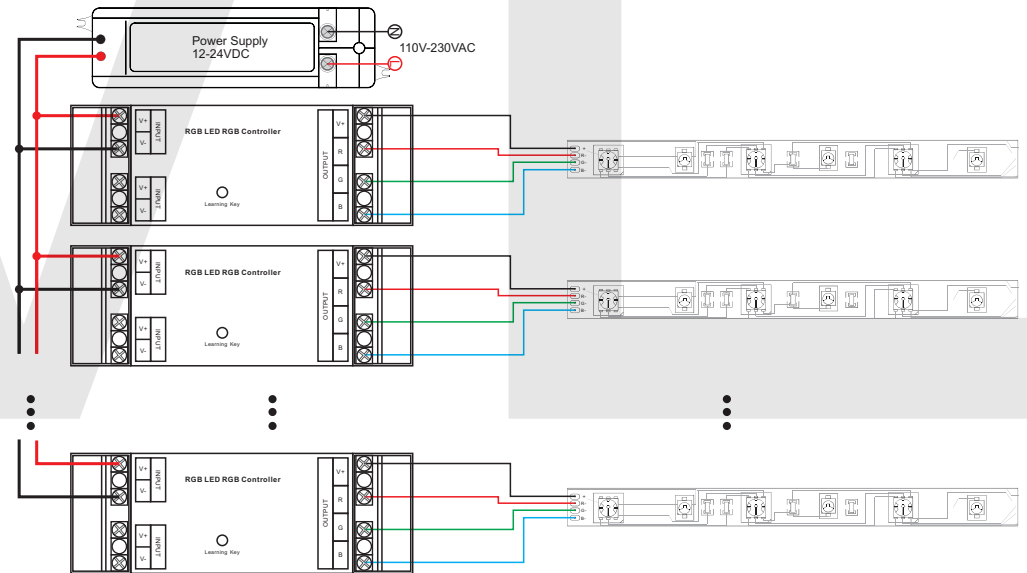 Power Supply
12-24VDC
N
110V-230VAC
L
V+
V-
INPUT
V+
V-
INPUT
RGB LED RGB Controller
Learning Key
OUTPUT
V+
R
G
B
+
R-
G-
B-
V+
V-
INPUT
V+
V-
INPUT
RGB LED RGB Controller
Learning Key
OUTPUT
V+
R
G
B
+
R-
G-
B-
V+
V-
INPUT
V+
V-
INPUT
RGB LED RGB Controller
Learning Key
OUTPUT
V+
R
G
B
+
R-
G-
B-